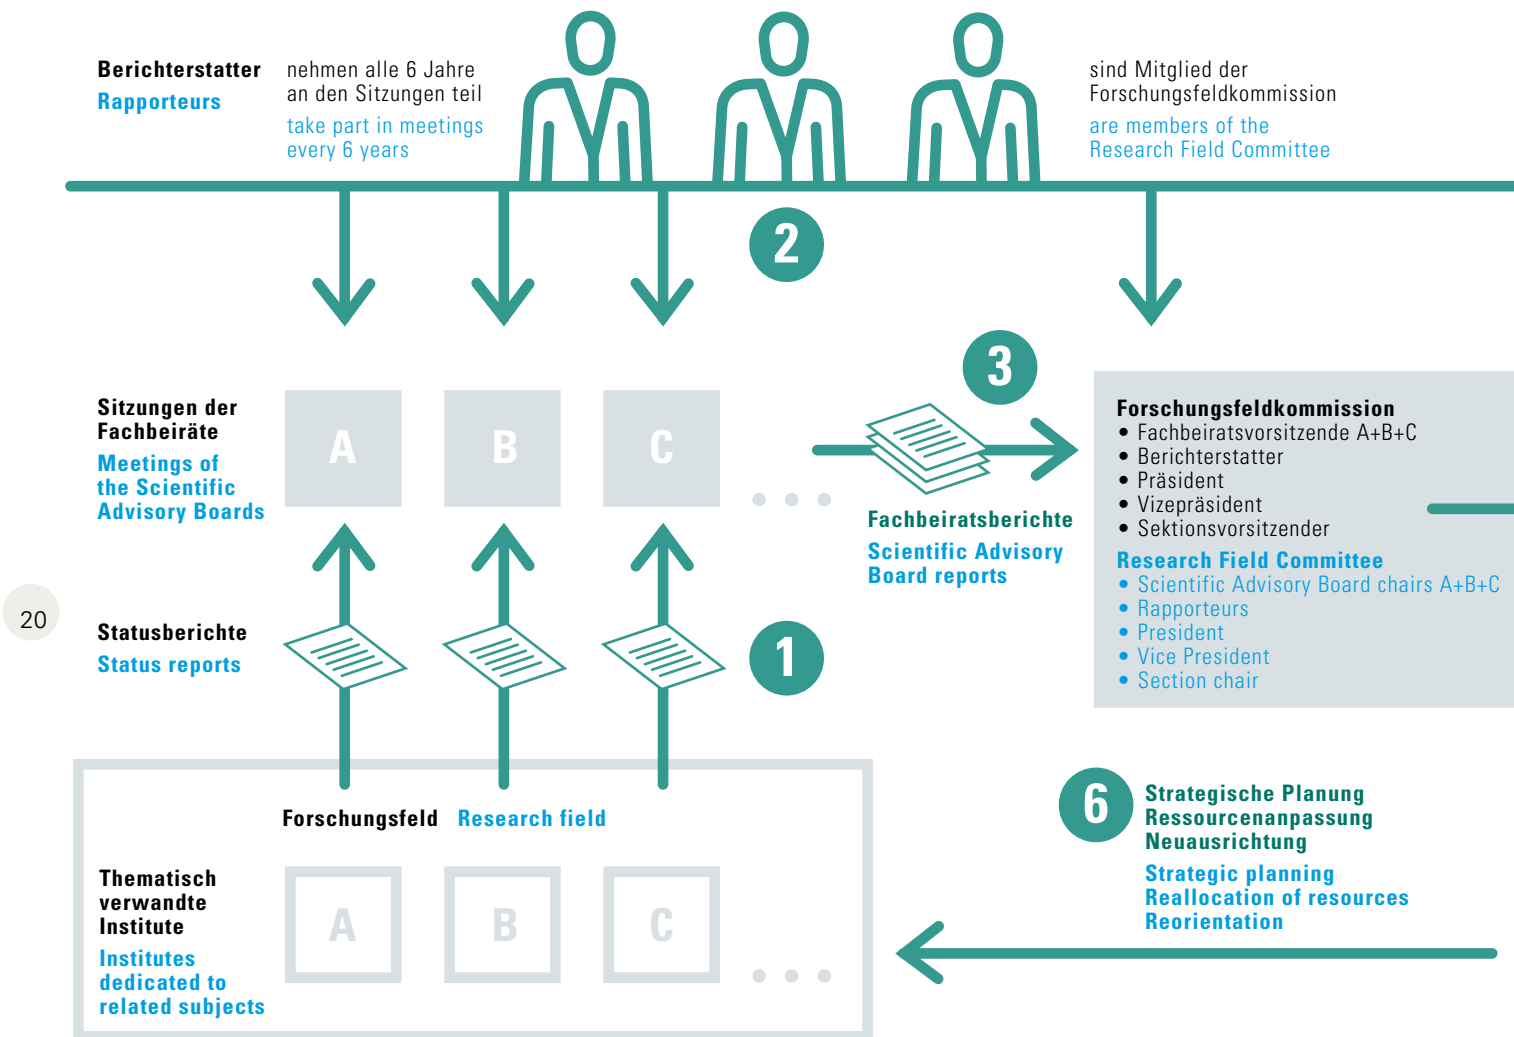 Berichterstatter
Rapporteurs
nehmen alle 6 Jahre
an den Sitzungen teil
take part in meetings
every 6 years
sind Mitglied der
Forschungsfeldkommission
are members of the
Research Field Committee
2
3
Sitzungen der
Fachbeiräte
Meetings of
the Scientific
Advisory Boards
A
B
C
Fachbeiratsberichte
Scientific Advisory
Board reports
Forschungsfeldkommission
• Fachbeiratsvorsitzende A+B+C
• Berichterstatter
• Präsident
• Vizepräsident
• Sektionsvorsitzender
Research Field Committee
• Scientific Advisory Board chairs A+B+C
• Rapporteurs
• President
• Vice President
• Section chair
20
Statusberichte
Status reports
1
Forschungsfeld Research field
Thematisch
verwandte
Institute
Institutes
dedicated to
related subjects
A
B
C
6
Strategische Planung
Ressourcenanpassung
Neuausrichtung
Strategic planning
Reallocation of resources
Reorientation